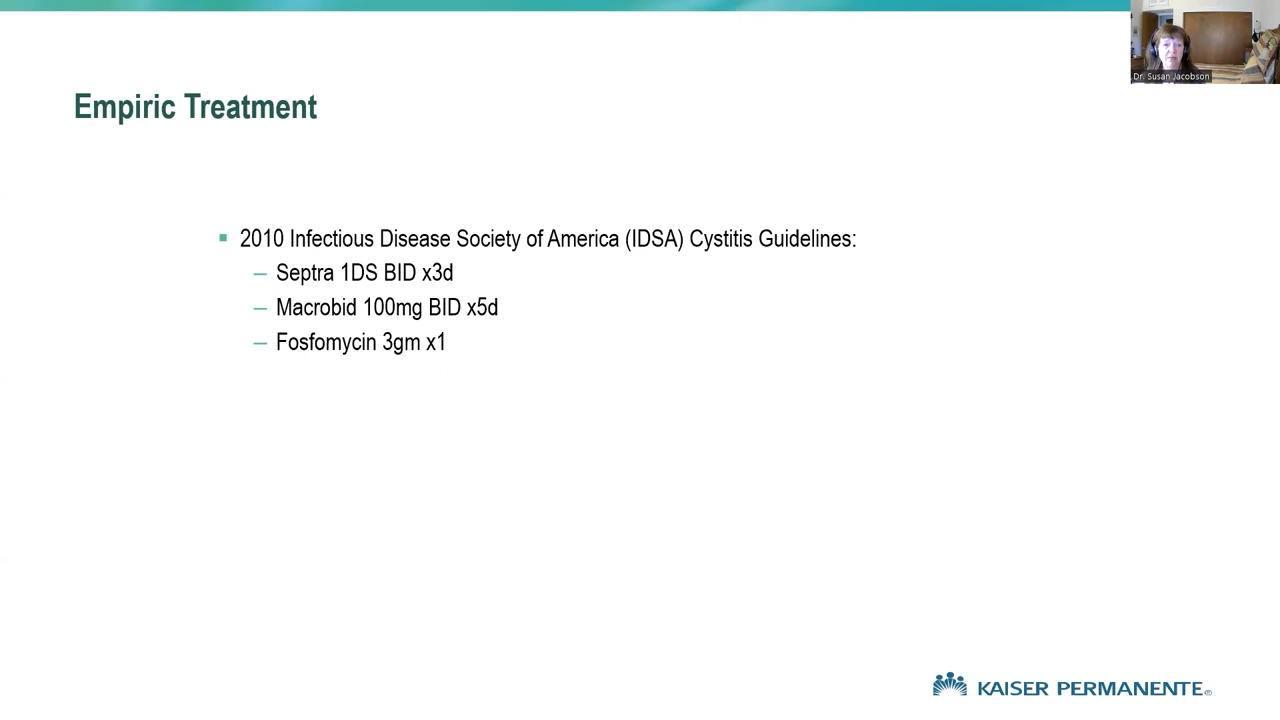 Dr. Susan Jacobson
Empiric Treatment
▪ 2010 Infectious Disease Society of America (IDSA) Cystitis Guidelines:
– Septra 1DS BID x3d
– Macrobid 100mg BID x5d
– Fosfomycin 3gm x1
KAISER PERMANENTE®